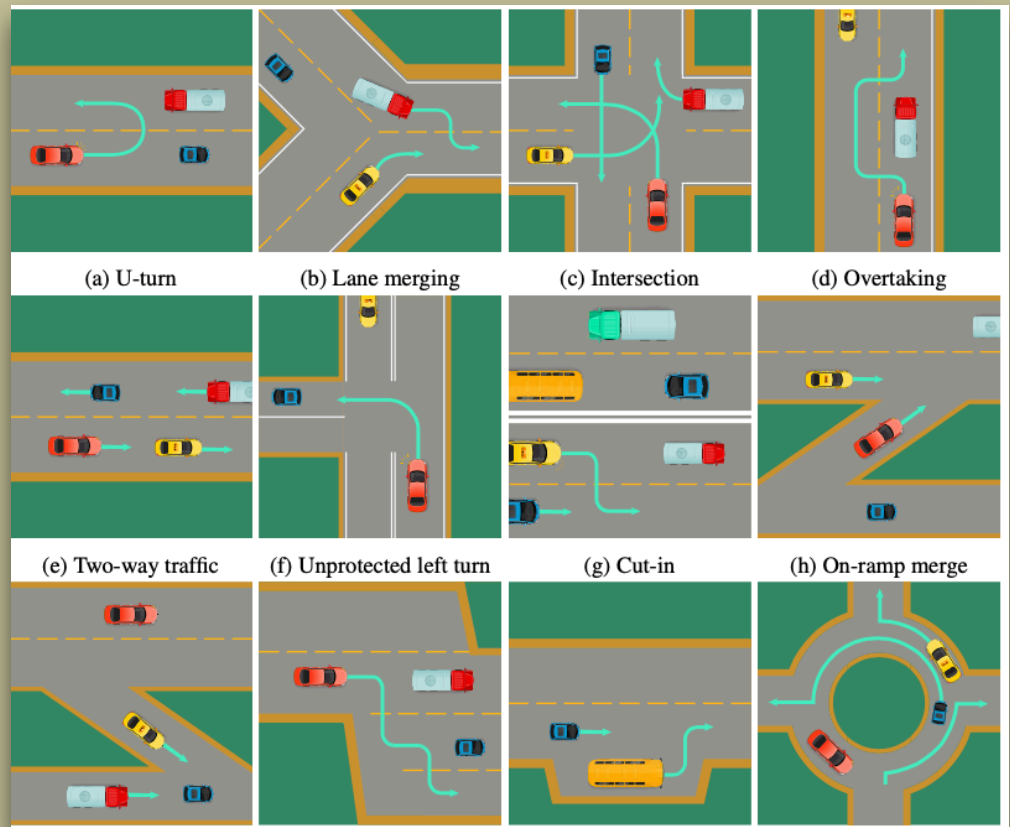 (a) U-turn
(b) Lane merging
(c) Intersection
(d) Overtaking
(e) Two-way traffic
(f) Unprotected left turn
(g) Cut-in
(h) On-ramp merge